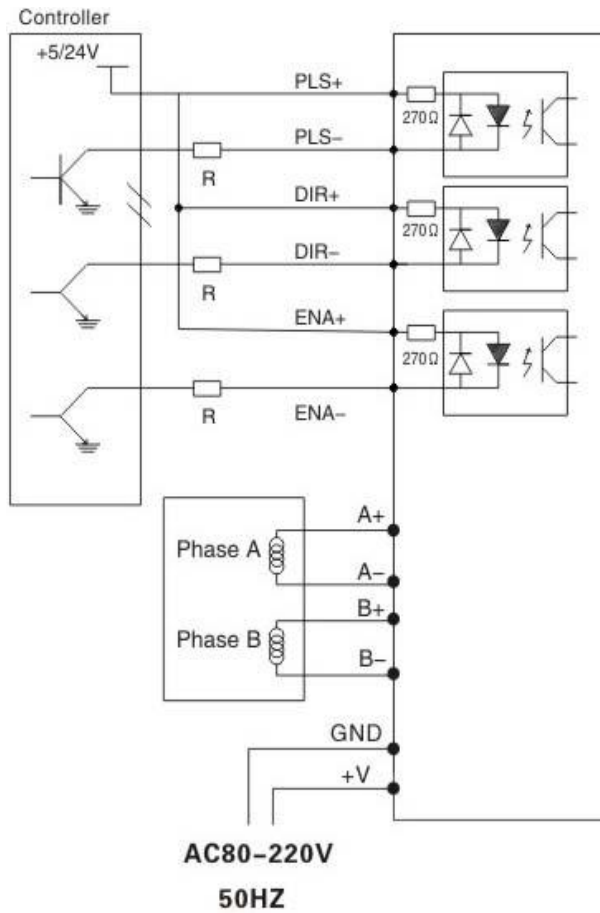 Controller
+5/24V
PLS+
270Ω
PLS−
R
DIR+
270Ω
DIR−
R
ENA+
270Ω
R
ENA−
A+
Phase A
A−
B+
Phase B
B−
GND
+V
AC80−220V
50HZ